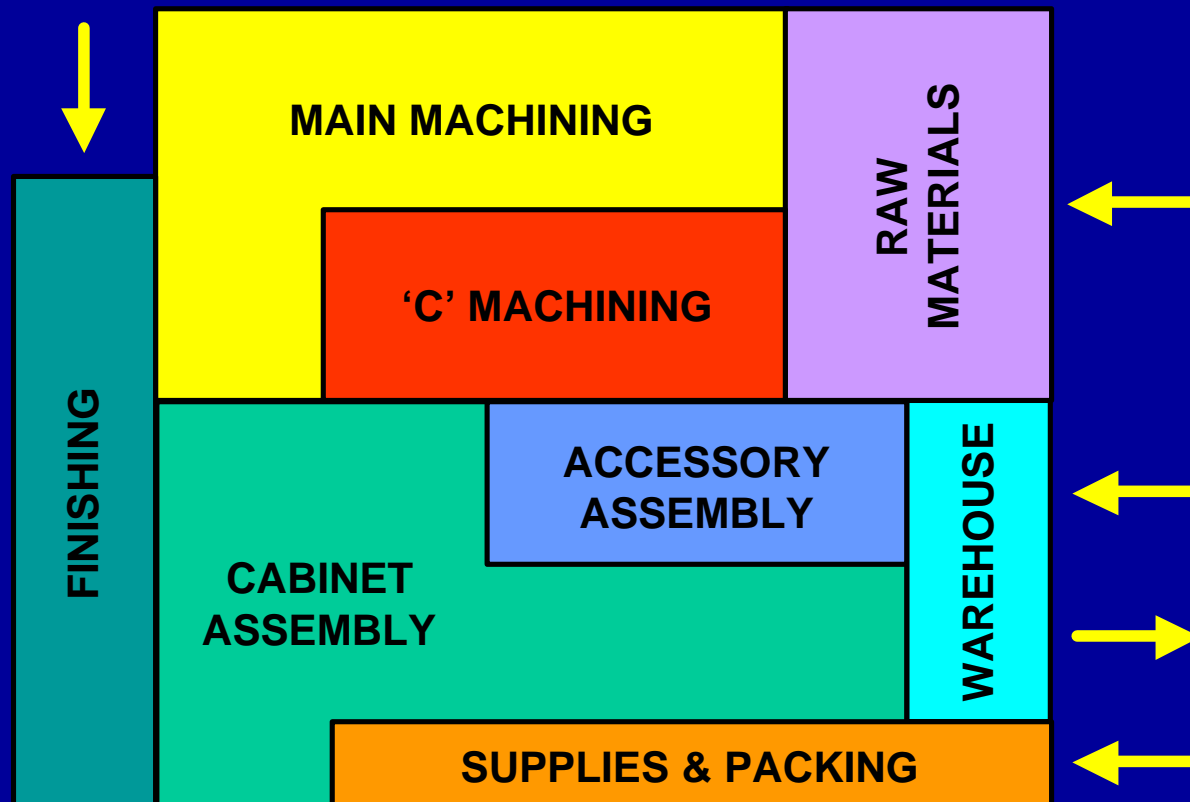 MAIN MACHINING
RAW
MATERIALS
‘C’ MACHINING
FINISHING
ACCESSORY
ASSEMBLY
WAREHOUSE
CABINET
ASSEMBLY
SUPPLIES & PACKING